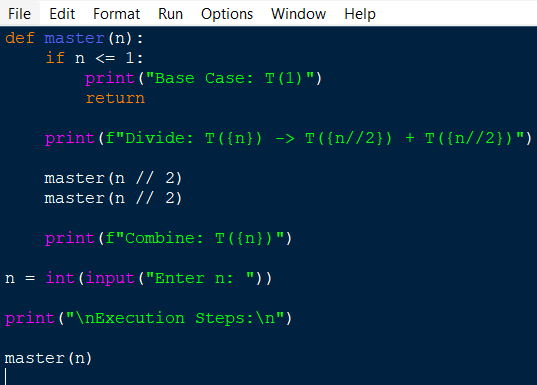 File Edit Format Run Options Window Help
def master(n):
    if n <= 1:
        print("Base Case: T(1)")
        return
    print(f"Divide: T({n}) -> T({n//2}) + T({n//2})")
    master(n // 2)
    master(n // 2)
    print(f"Combine: T({n})")
n = int(input("Enter n: "))
print("\nExecution Steps:\n")
master(n)